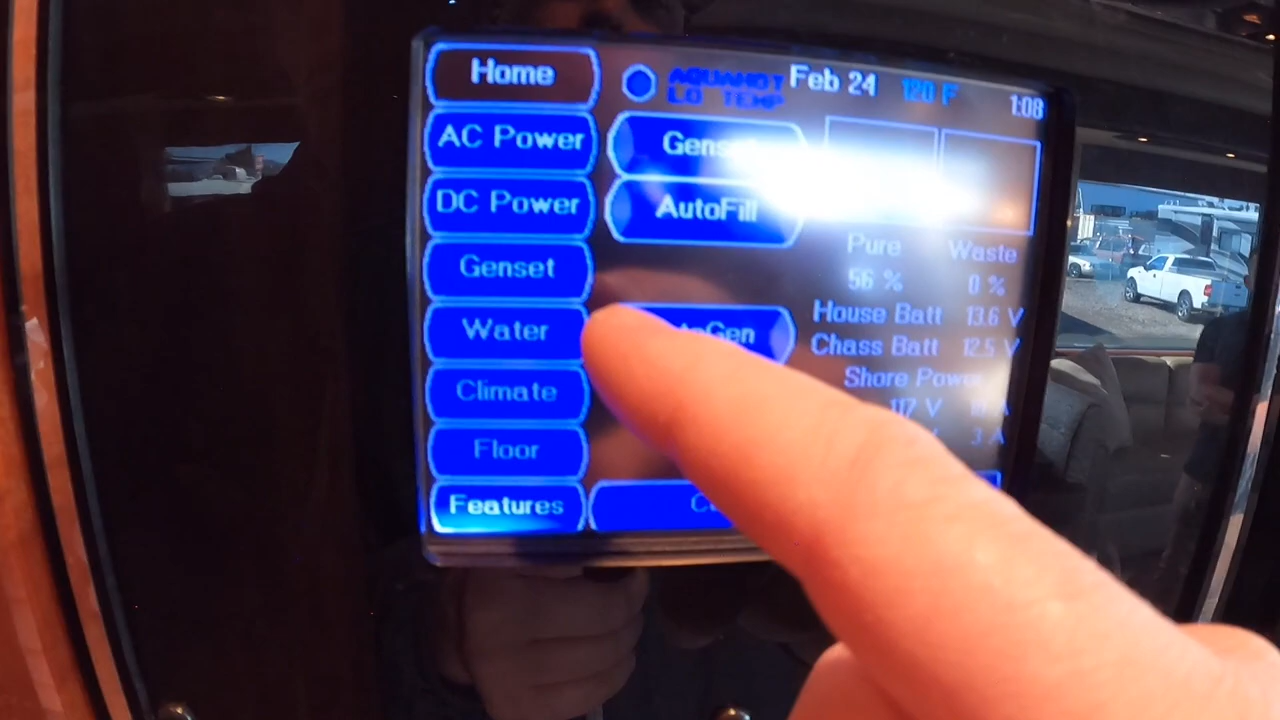 Home
AQUAHOT
LO TEMP
Feb 24
120 F
1:08
AC Power
DC Power
Genset
Water
Climate
Floor
Features
AutoFill
Pure
56 %
Waste
0 %
House Batt 13.6 V
Chass Batt 12.5 V
Shore Power
117 V
3 A